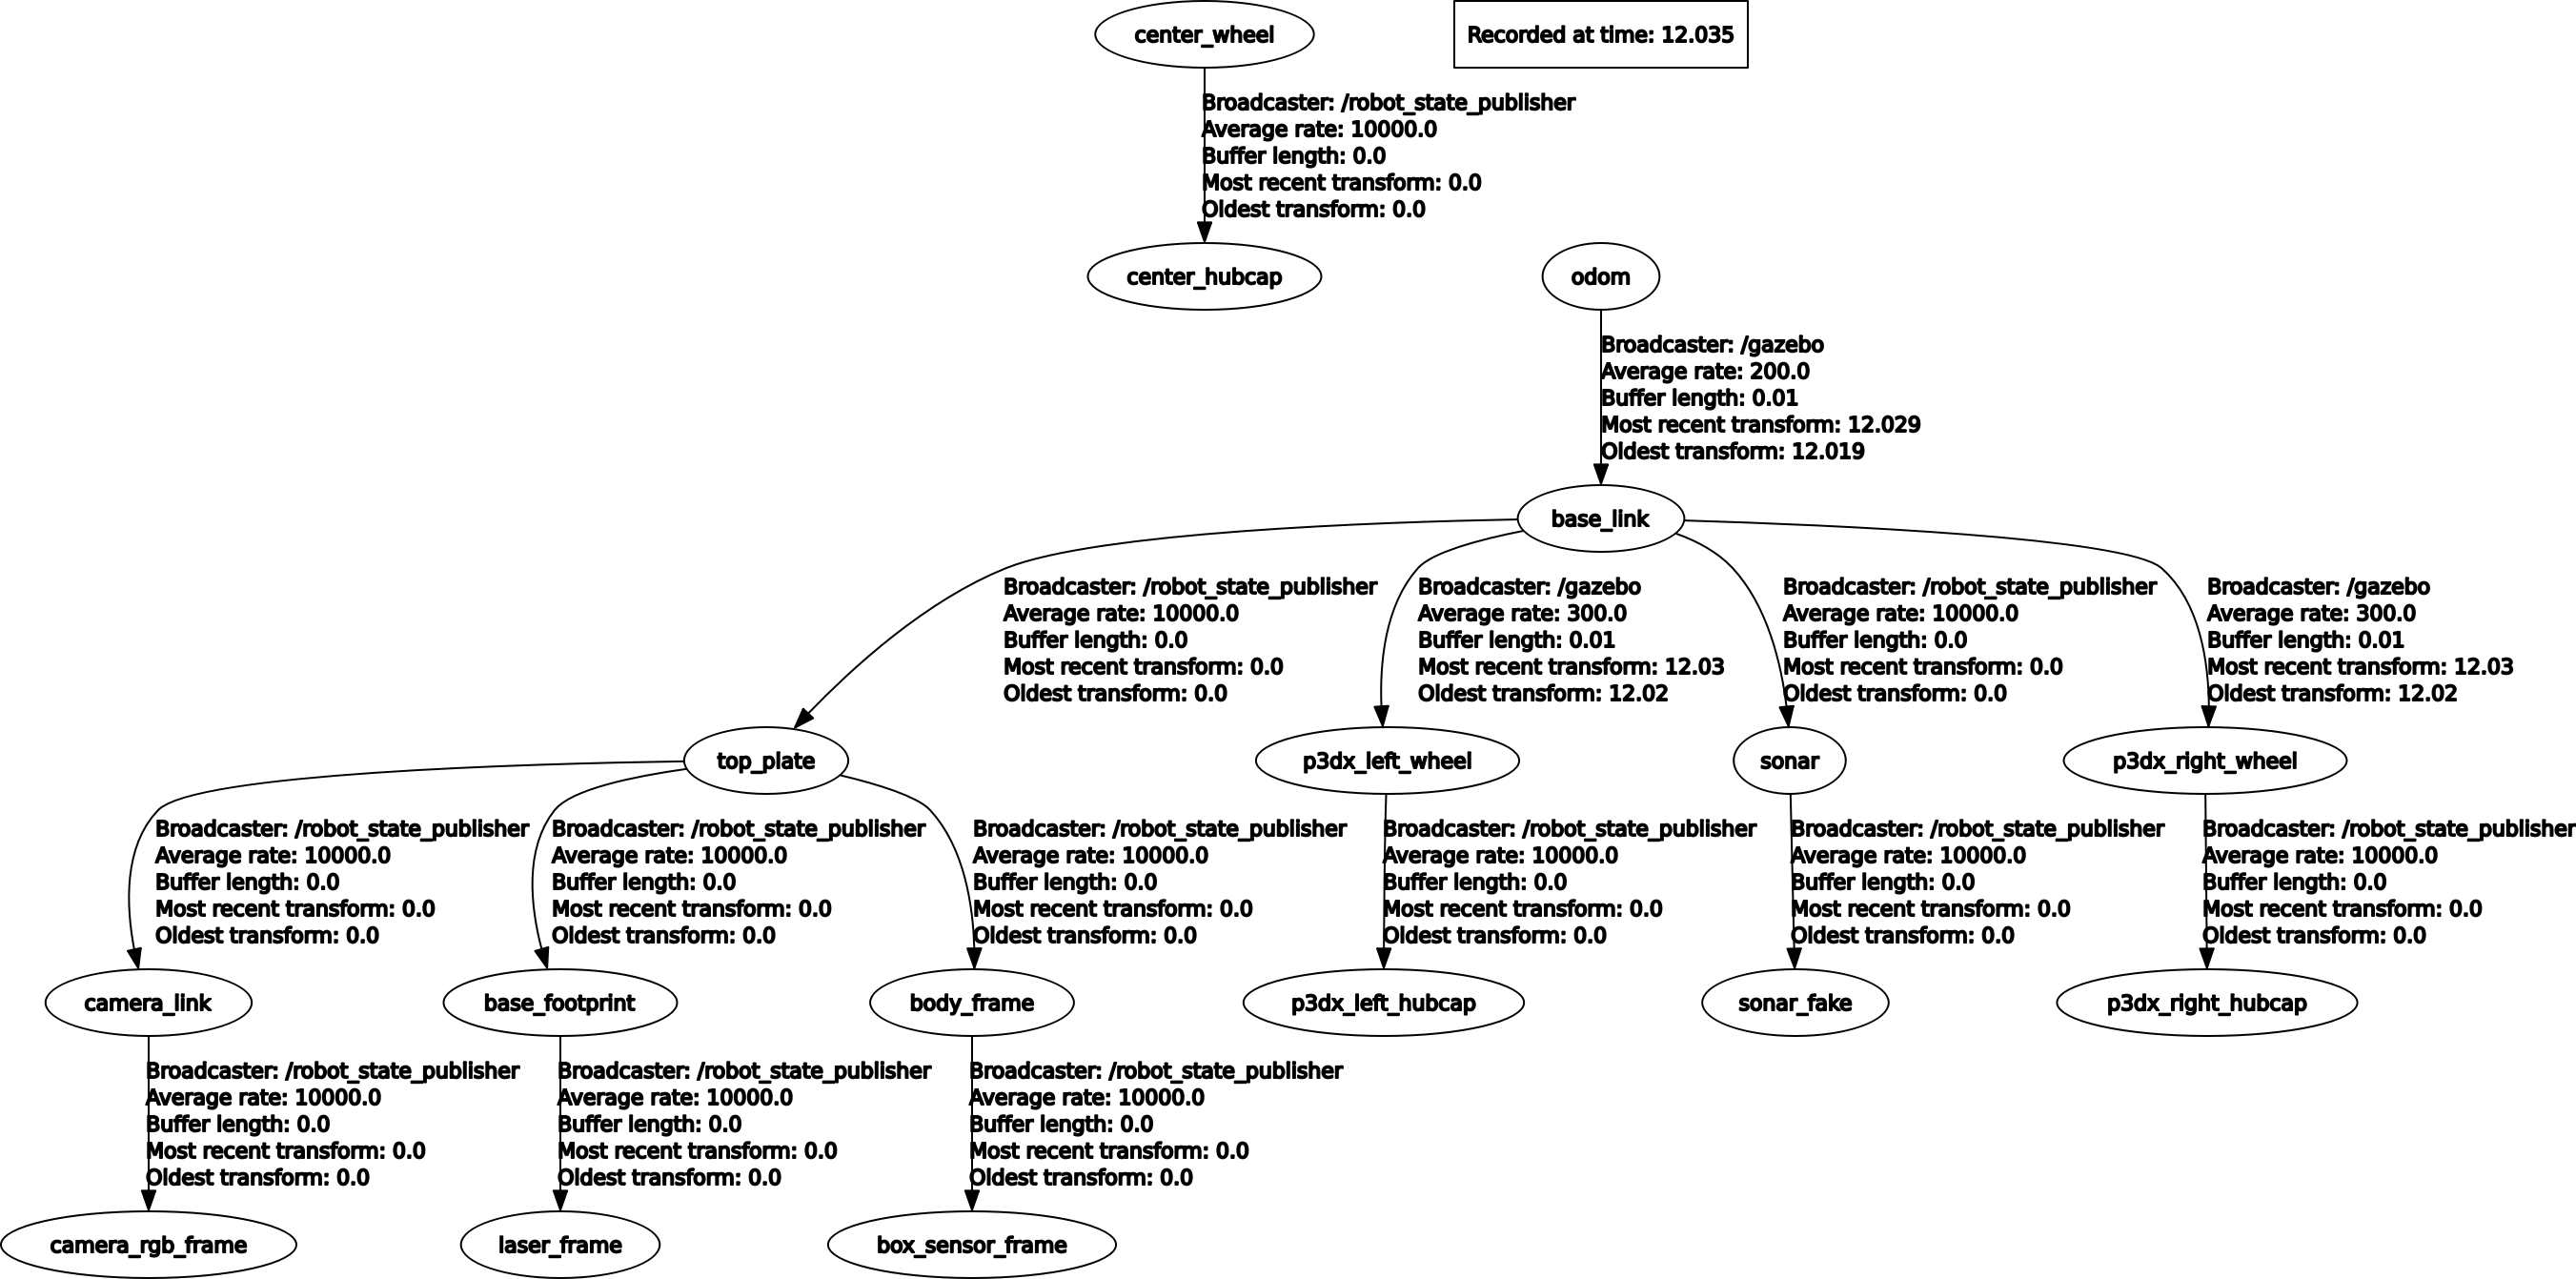 center_wheel
Recorded at time: 12.035
Broadcaster: /robot_state_publisher
Average rate: 10000.0
Buffer length: 0.0
Most recent transform: 0.0
Oldest transform: 0.0
center_hubcap
odom
Broadcaster: /gazebo
Average rate: 200.0
Buffer length: 0.01
Most recent transform: 12.029
Oldest transform: 12.019
base_link
Broadcaster: /robot_state_publisher
Average rate: 10000.0
Buffer length: 0.0
Most recent transform: 0.0
Oldest transform: 0.0
Broadcaster: /gazebo
Average rate: 300.0
Buffer length: 0.01
Most recent transform: 12.03
Oldest transform: 12.02
Broadcaster: /robot_state_publisher
Average rate: 10000.0
Buffer length: 0.0
Most recent transform: 0.0
Oldest transform: 0.0
Broadcaster: /gazebo
Average rate: 300.0
Buffer length: 0.01
Most recent transform: 12.03
Oldest transform: 12.02
top_plate
p3dx_left_wheel
sonar
p3dx_right_wheel
Broadcaster: /robot_state_publisher
Average rate: 10000.0
Buffer length: 0.0
Most recent transform: 0.0
Oldest transform: 0.0
Broadcaster: /robot_state_publisher
Average rate: 10000.0
Buffer length: 0.0
Most recent transform: 0.0
Oldest transform: 0.0
Broadcaster: /robot_state_publisher
Average rate: 10000.0
Buffer length: 0.0
Most recent transform: 0.0
Oldest transform: 0.0
Broadcaster: /robot_state_publisher
Average rate: 10000.0
Buffer length: 0.0
Most recent transform: 0.0
Oldest transform: 0.0
Broadcaster: /robot_state_publisher
Average rate: 10000.0
Buffer length: 0.0
Most recent transform: 0.0
Oldest transform: 0.0
Broadcaster: /robot_state_publisher
Average rate: 10000.0
Buffer length: 0.0
Most recent transform: 0.0
Oldest transform: 0.0
camera_link
base_footprint
body_frame
p3dx_left_hubcap
sonar_fake
p3dx_right_hubcap
Broadcaster: /robot_state_publisher
Average rate: 10000.0
Buffer length: 0.0
Most recent transform: 0.0
Oldest transform: 0.0
Broadcaster: /robot_state_publisher
Average rate: 10000.0
Buffer length: 0.0
Most recent transform: 0.0
Oldest transform: 0.0
Broadcaster: /robot_state_publisher
Average rate: 10000.0
Buffer length: 0.0
Most recent transform: 0.0
Oldest transform: 0.0
camera_rgb_frame
laser_frame
box_sensor_frame